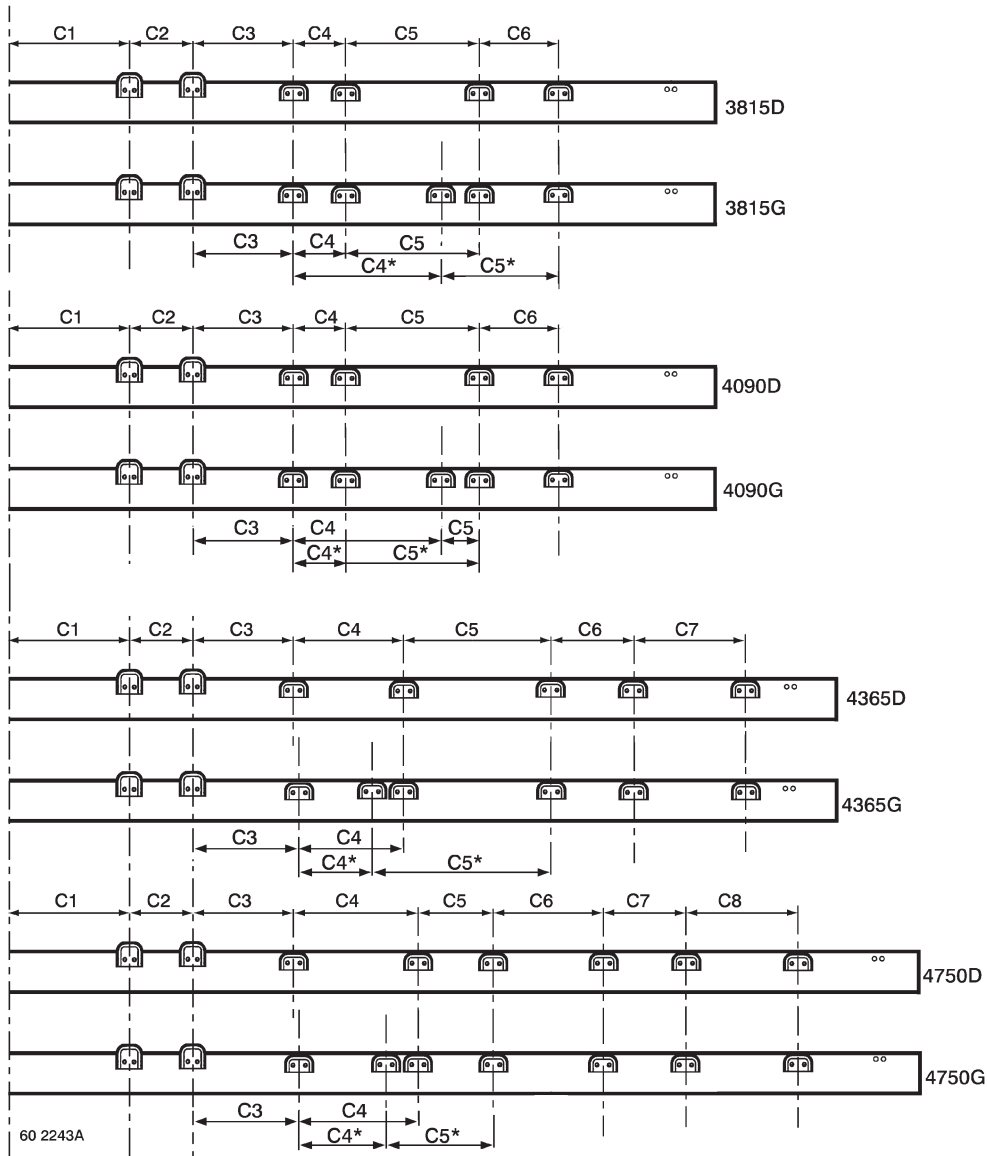 C1 C2 C3 C4 C5 C6
3815D
3815G
C3 C4 C5
C4* C5*
C1 C2 C3 C4 C5 C6
4090D
4090G
C3 C4 C5
C4* C5*
C1 C2 C3 C4 C5 C6 C7
4365D
4365G
C3 C4
C4* C5*
C1 C2 C3 C4 C5 C6 C7 C8
4750D
4750G
C3 C4
60 2243A
C4* C5*